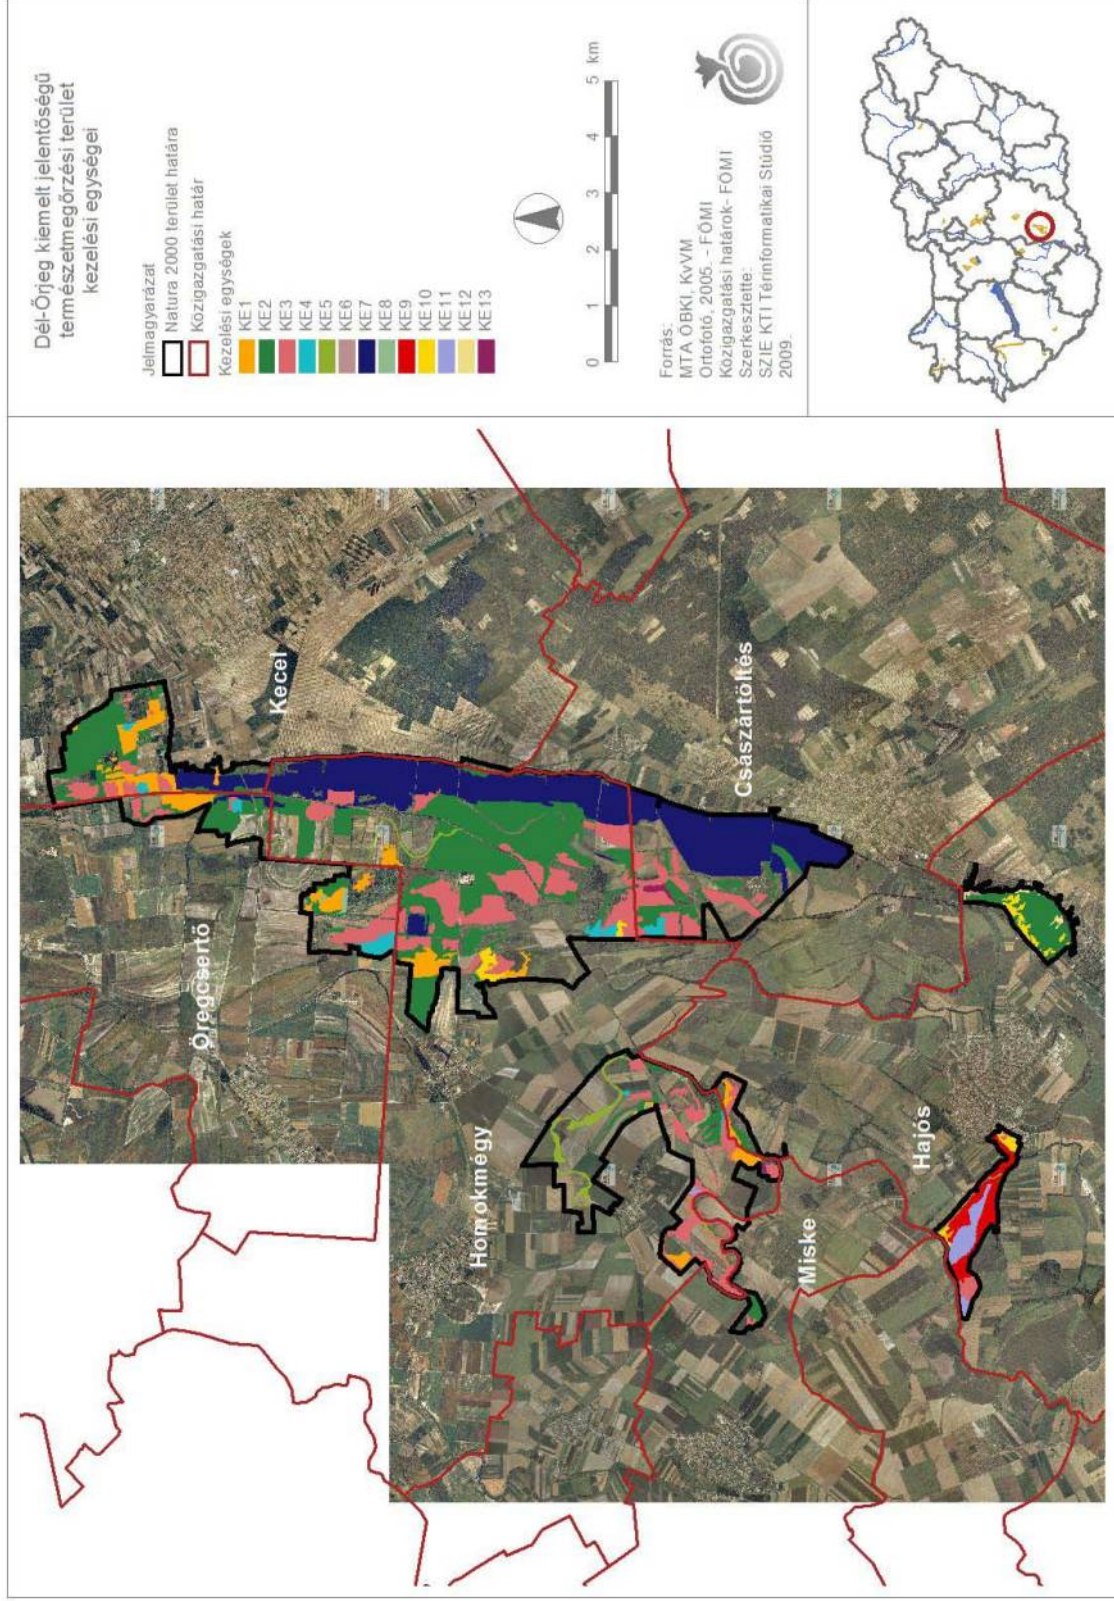 Dél-Őrjeg kiemelt jelentőségű
természetmegőrzési terület
kezelési egységei
Jelmagyarázat
Natura 2000 terület határa
Közigazgatási határ
Kezelési egységek
KE1
KE2
KE3
KE4
KE5
KE6
KE7
KE8
KE9
KE10
KE11
KE12
KE13
0 1 2 3 4 5 km
Forrás:
MTA ÖBKI, KvVM
Ortofotó, 2005. - FÖMI
Közigazgatási határok- FÖMI
Szerkesztette:
SZIE KTI Térinformatikai Stúdió
2009.
Kecel
Öregcsertő
Császártöltés
Homokmégy
Hajós
Miske